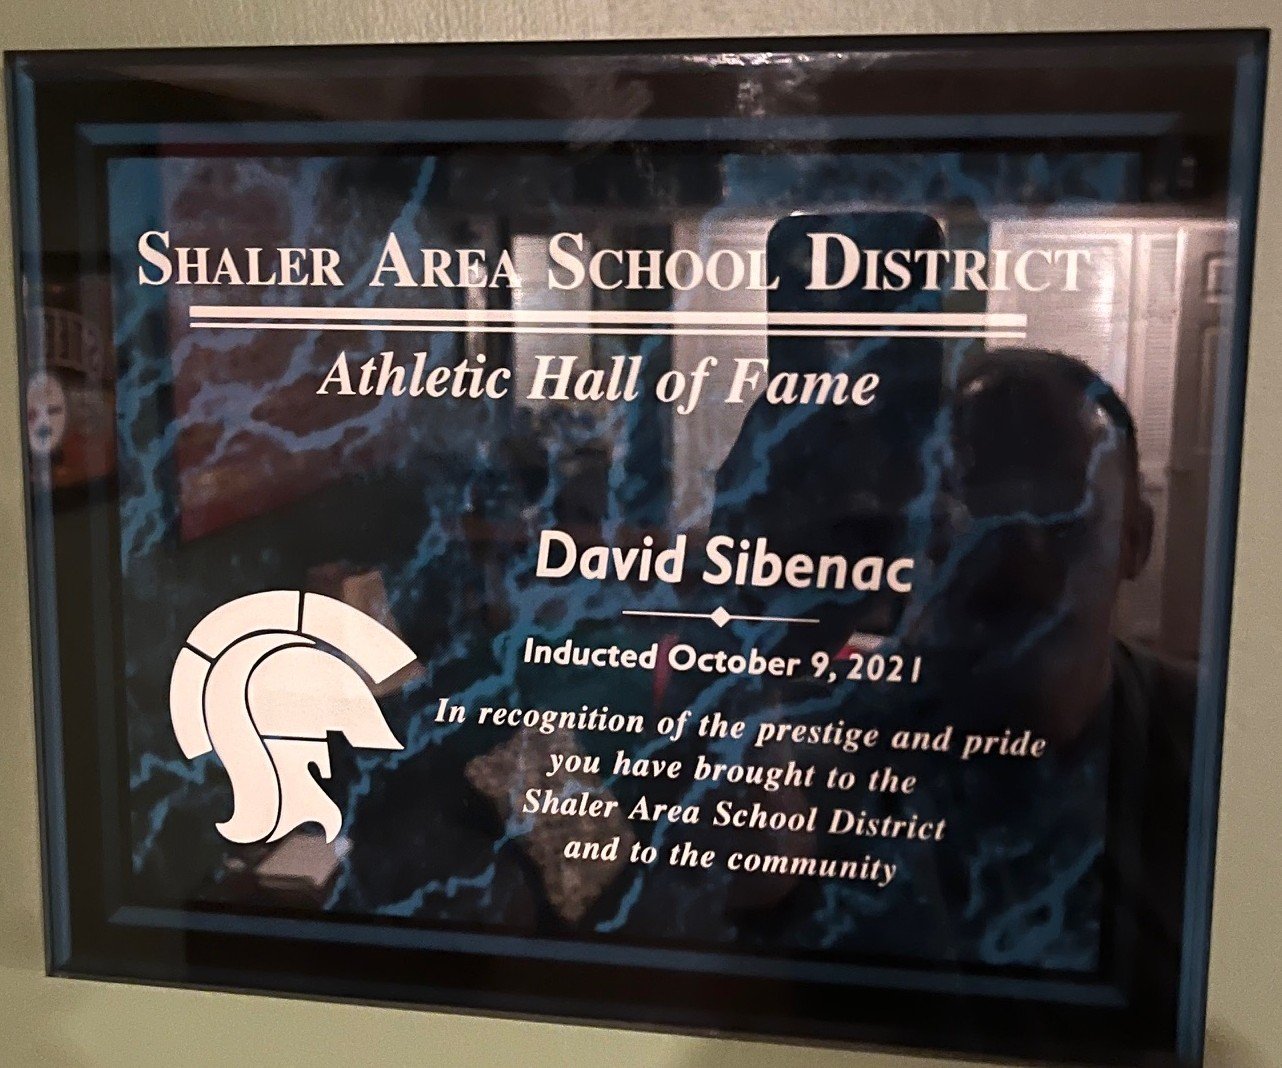 SHALER AREA SCHOOL DISTRICT
Athletic Hall of Fame
David Sibenac
Inducted October 9, 2021
In recognition of the prestige and pride
you have brought to the
Shaler Area School District
and to the community